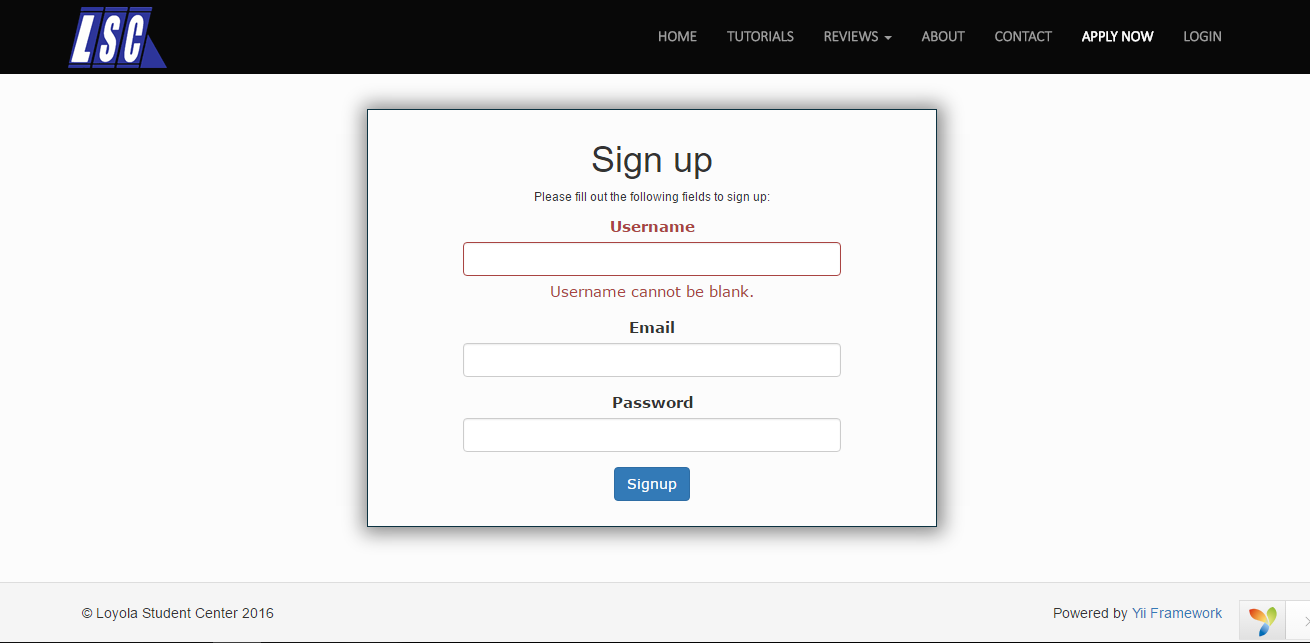 LSC
HOME TUTORIALS REVIEWS ABOUT CONTACT APPLY NOW LOGIN
Sign up
Please fill out the following fields to sign up:
Username
Username cannot be blank.
Email
Password
Signup
© Loyola Student Center 2016
Powered by Yii Framework